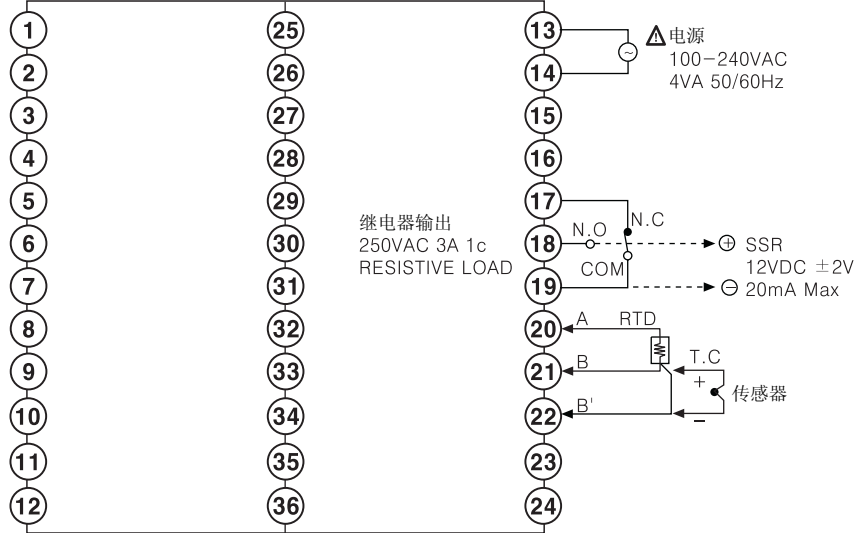 1
2
3
4
5
6
7
8
9
10
11
12
25
26
27
28
29
30
31
32
33
34
35
36
13
14
15
16
17
18
19
20
21
22
23
24
电源
100-240VAC
4VA 50/60Hz
继电器输出
250VAC 3A 1c
RESISTIVE LOAD
N.C
N.O
COM
SSR
12VDC ±2V
20mA Max
A
RTD
B
B'
T.C
+
−
传感器